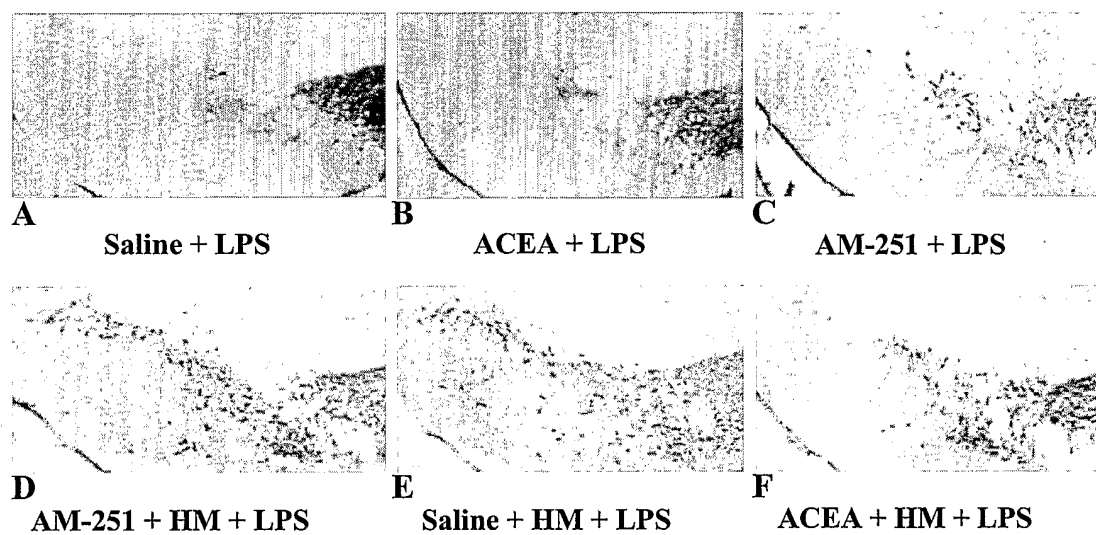 A B C
Saline + LPS ACEA + LPS AM-251 + LPS
D E F
AM-251 + HM + LPS Saline + HM + LPS ACEA + HM + LPS